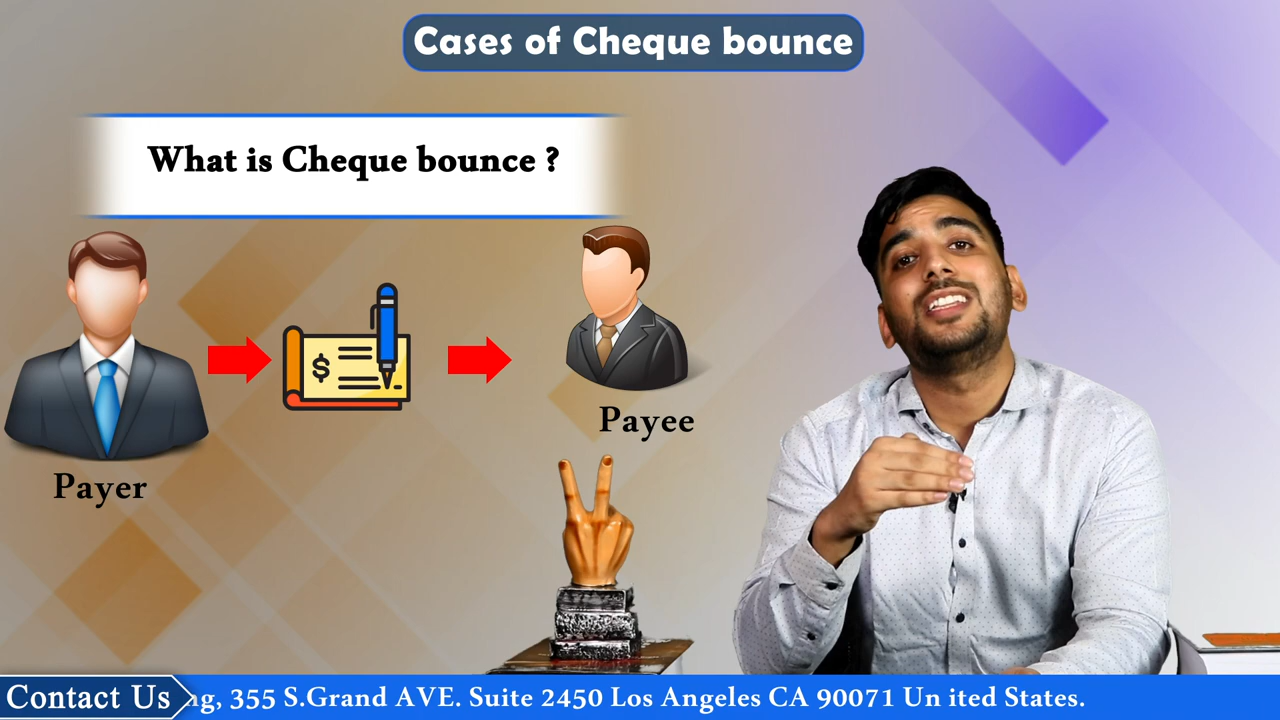 Cases of Cheque bounce
What is Cheque bounce ?
$
Payee
Payer
Contact Us
355 S.Grand AVE. Suite 2450 Los Angeles CA 90071 Un ited States.